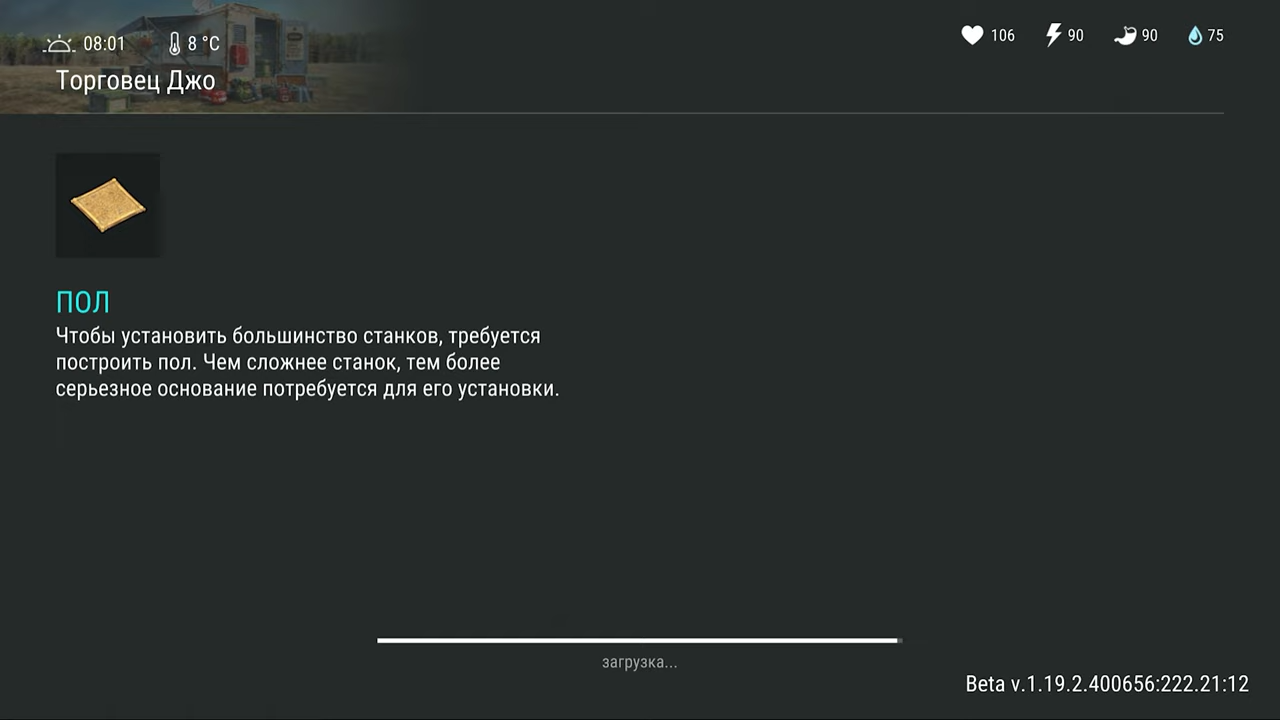 08:01 8 °C 106 90 90 75
Торговец Джо
ПОЛ
Чтобы установить большинство станков, требуется
построить пол. Чем сложнее станок, тем более
серьезное основание потребуется для его установки.
загрузка...
Beta v.1.19.2.400656:222.21:12